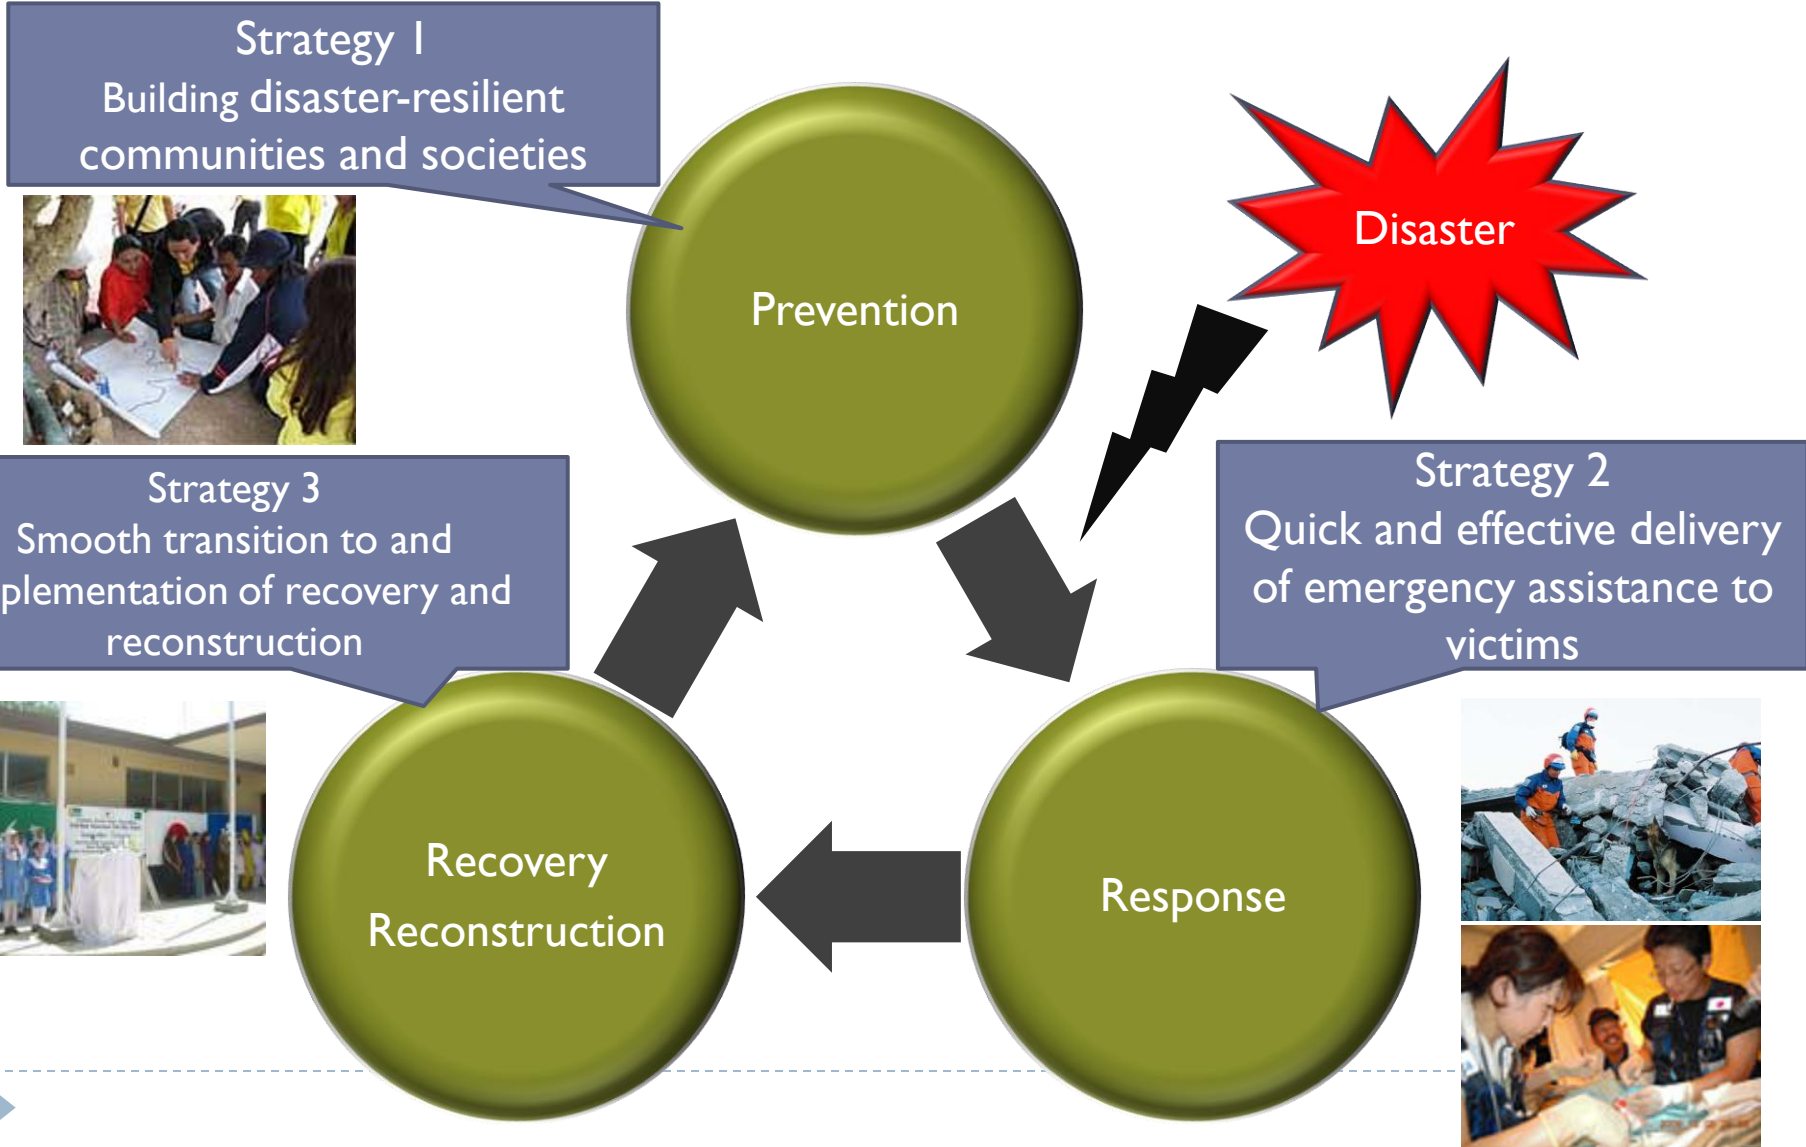 Strategy 1
Building disaster-resilient
communities and societies
Disaster
Prevention
Strategy 3
Smooth transition to and
plementation of recovery and
reconstruction
Strategy 2
Quick and effective delivery
of emergency assistance to
victims
Recovery
Reconstruction
Response